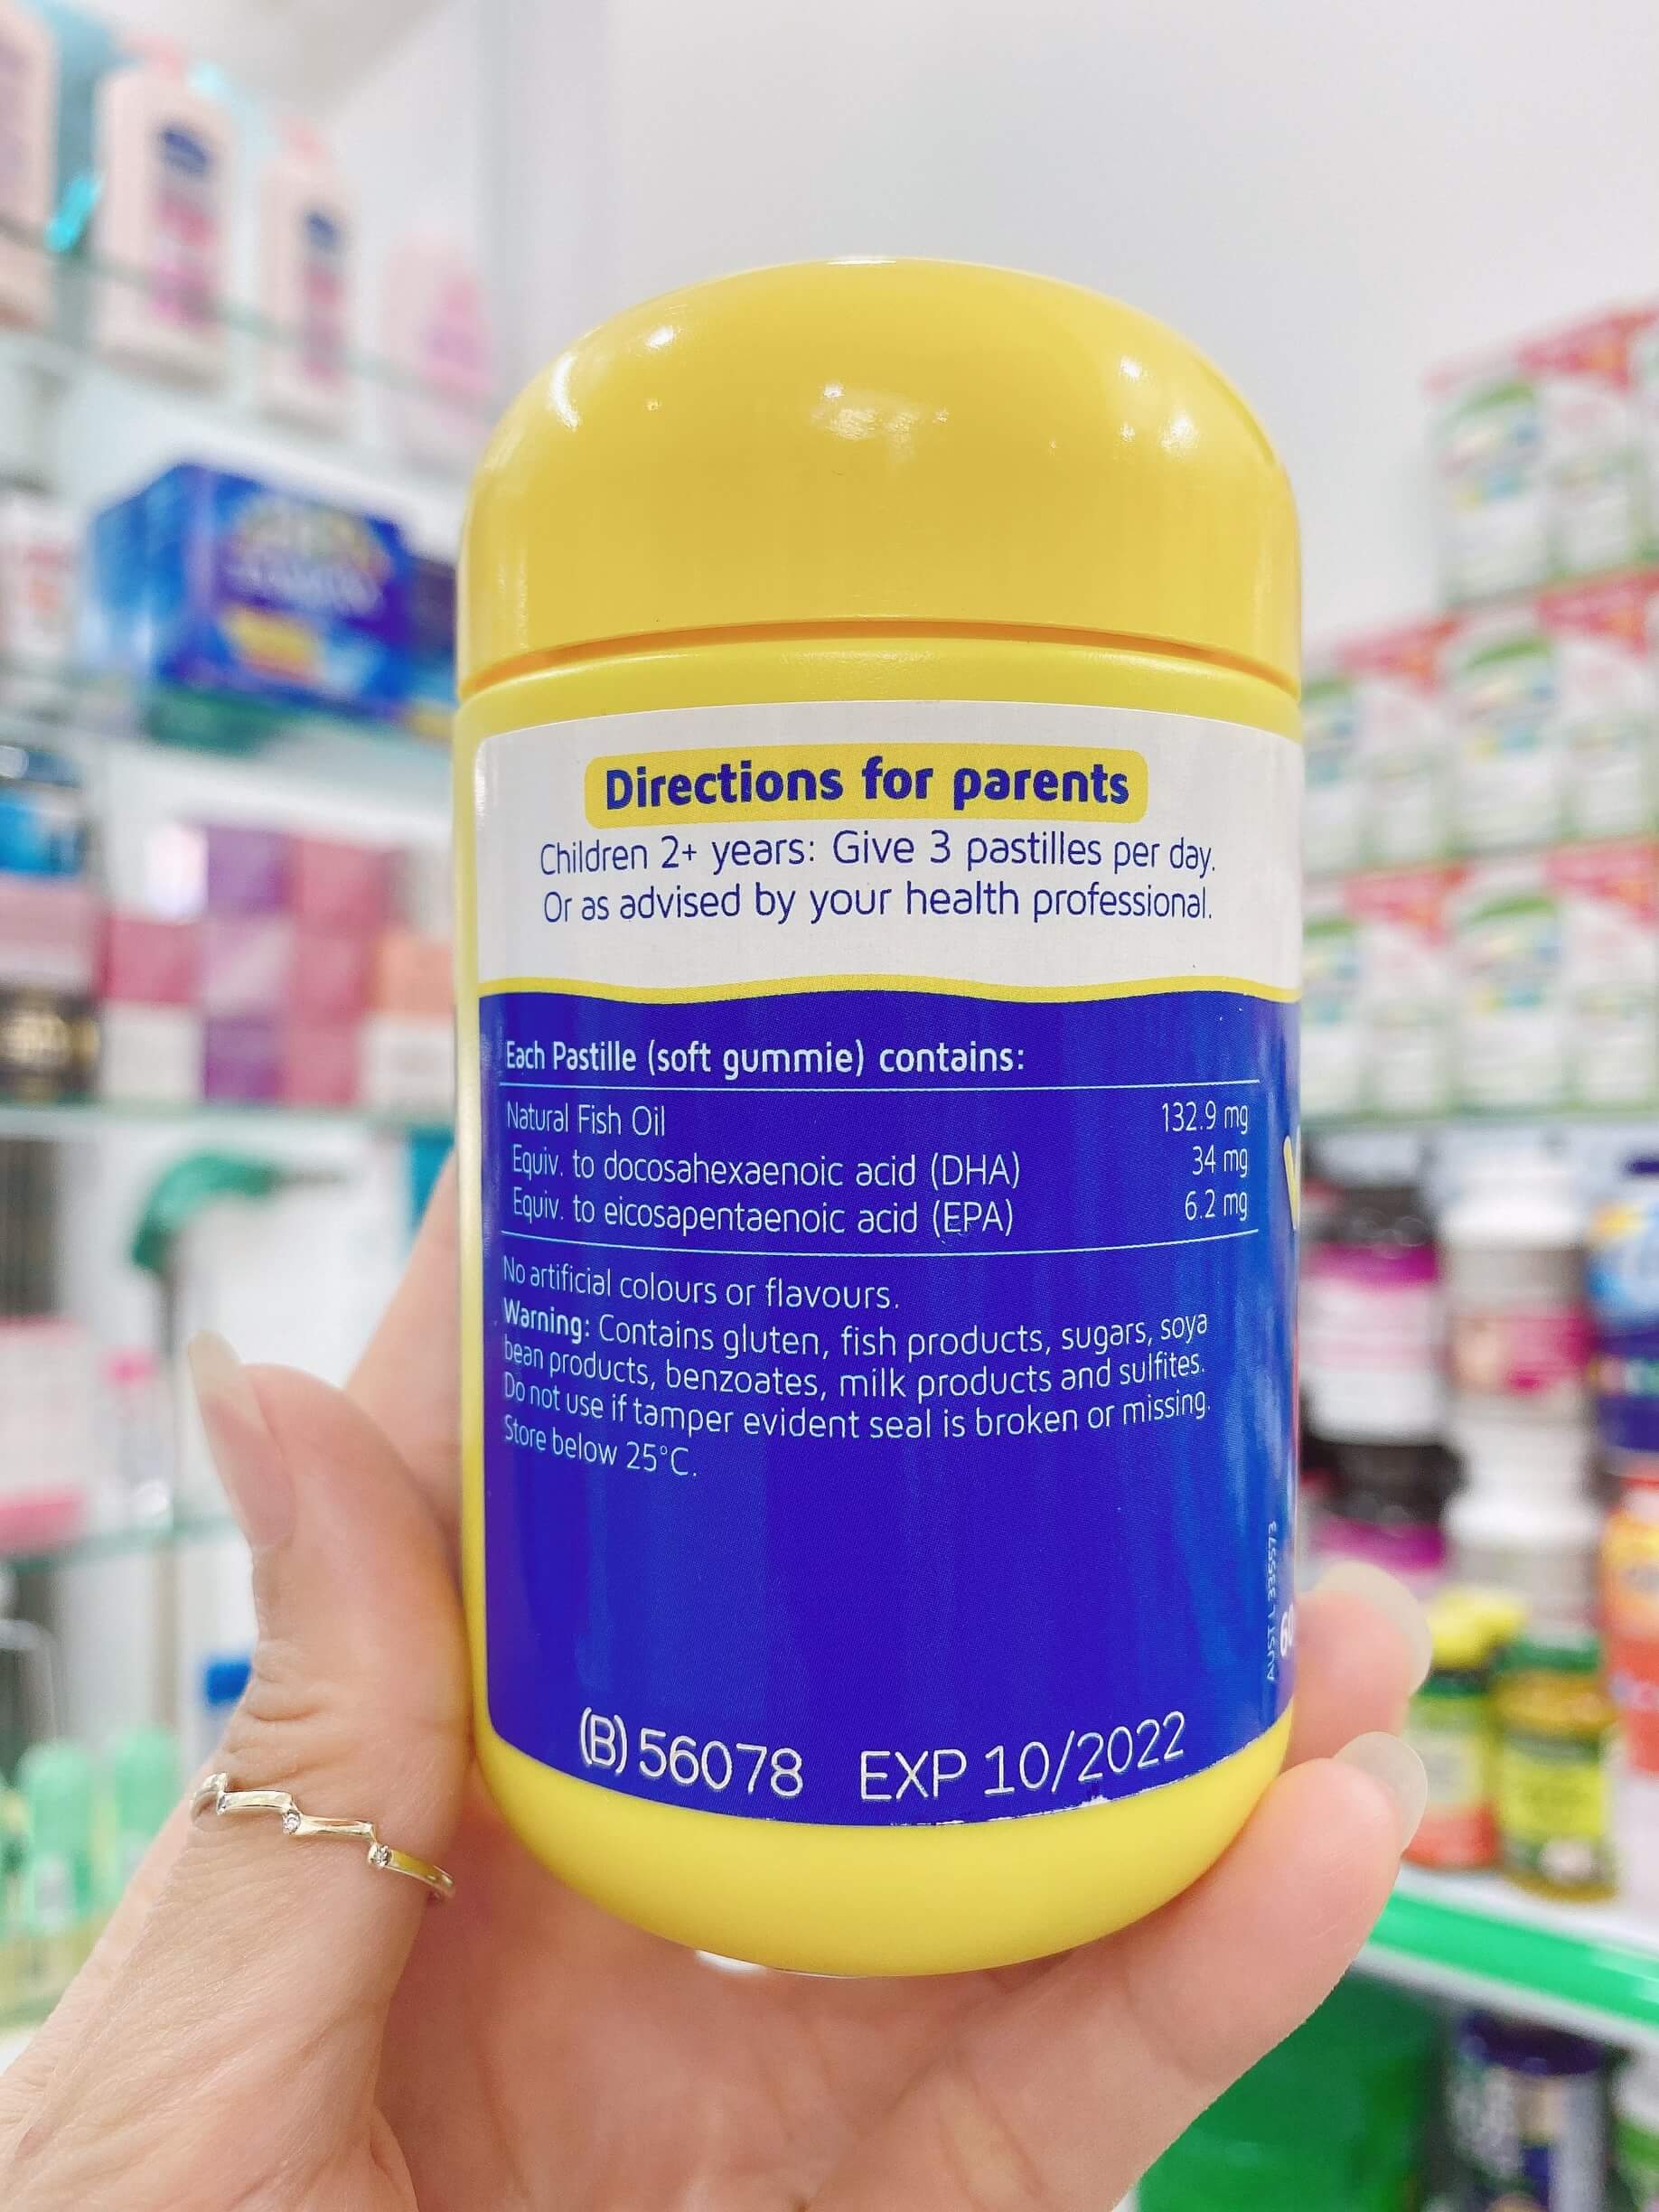 Directions for parents
Children 2+ years: Give 3 pastilles per day.
Or as advised by your health professional.
Each Pastille (soft gummie) contains:
Natural Fish Oil 132.9 mg
Equiv. to docosahexaenoic acid (DHA) 34 mg
Equiv. to eicosapentaenoic acid (EPA) 6.2 mg
No artificial colours or flavours.
Warning: Contains gluten, fish products, sugars, soya
bean products, benzoates, milk products and sulfites.
Do not use if tamper evident seal is broken or missing.
Store below 25°C.
AUST L 335573
(B) 56078 EXP 10/2022